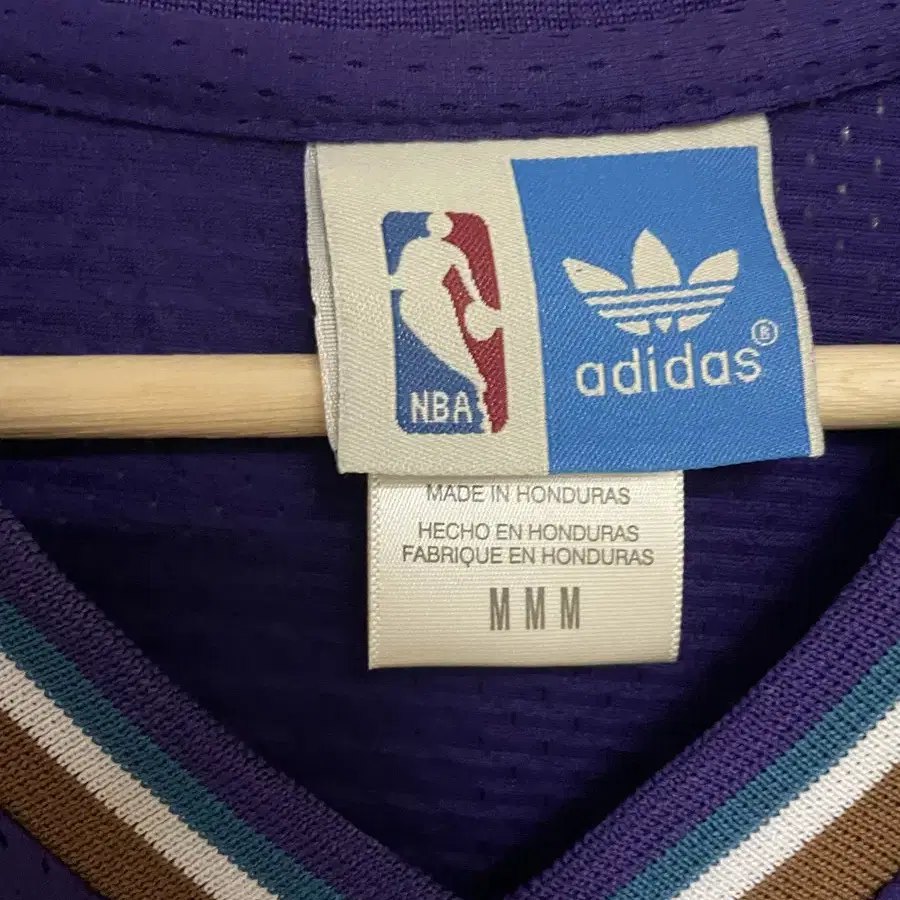 NBA
adidas®
MADE IN HONDURAS
HECHO EN HONDURAS
FABRIQUE EN HONDURAS
M M M